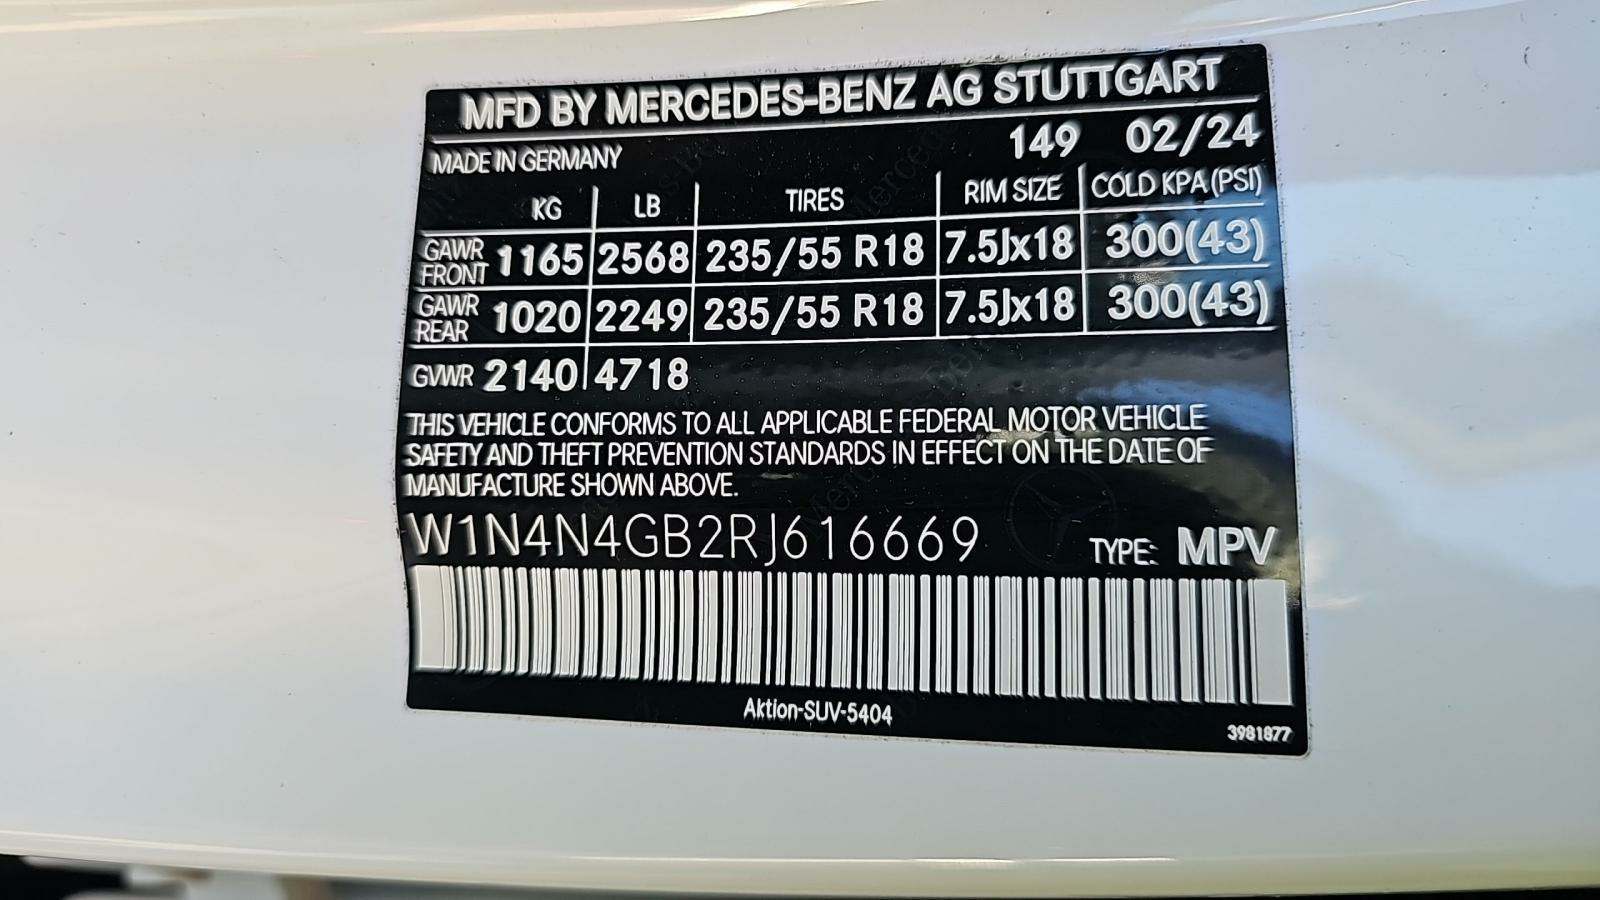 MFD BY MERCEDES-BENZ AG STUTTGART
MADE IN GERMANY 149 02/24
KG LB TIRES RIM SIZE COLD KPA(PSI)
GAWR FRONT 1165 2568 235/55 R18 7.5Jx18 300(43)
GAWR REAR 1020 2249 235/55 R18 7.5Jx18 300(43)
GVWR 2140 4718
THIS VEHICLE CONFORMS TO ALL APPLICABLE FEDERAL MOTOR VEHICLE
SAFETY AND THEFT PREVENTION STANDARDS IN EFFECT ON THE DATE OF
MANUFACTURE SHOWN ABOVE.
W1N4N4GB2RJ616669 TYPE: MPV
Aktion-SUV-5404
3981877